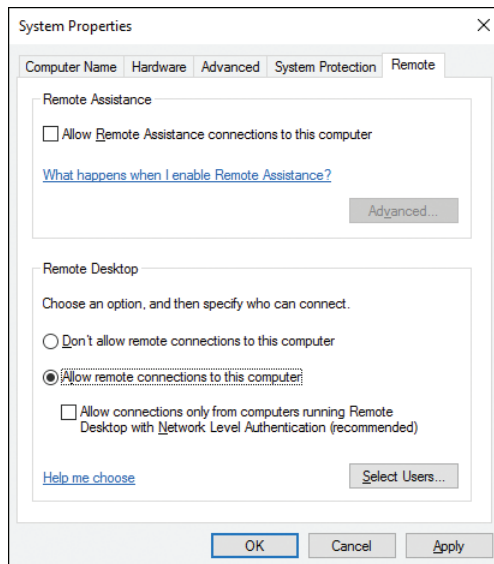 System Properties
Computer Name Hardware Advanced System Protection Remote
Remote Assistance
Allow Remote Assistance connections to this computer
What happens when I enable Remote Assistance?
Advanced...
Remote Desktop
Choose an option, and then specify who can connect.
Don't allow remote connections to this computer
Allow remote connections to this computer
Allow connections only from computers running Remote
Desktop with Network Level Authentication (recommended)
Help me choose
Select Users...
OK Cancel Apply